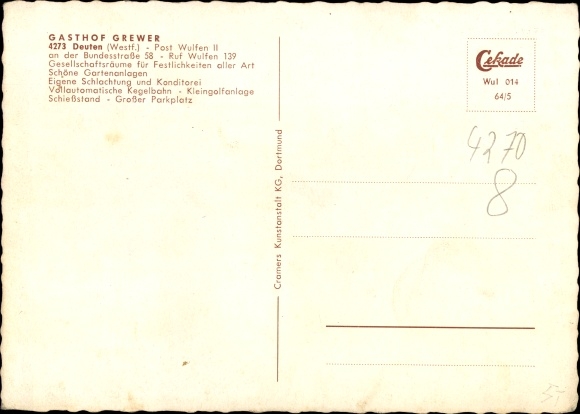 GASTHOF GREWER
4273 Deuten (Westf.) - Post Wulfen II
an der Bundesstraße 58 - Ruf Wulfen 139
Gesellschaftsräume für Festlichkeiten aller Art
Schöne Gartenanlagen
Eigene Schlachtung und Konditorei
Vollautomatische Kegelbahn - Kleingolfanlage
Schießstand - Großer Parkplatz
Cekade
Wul 014
64/5
4270
8
Cramers Kunstanstalt KG, Dortmund